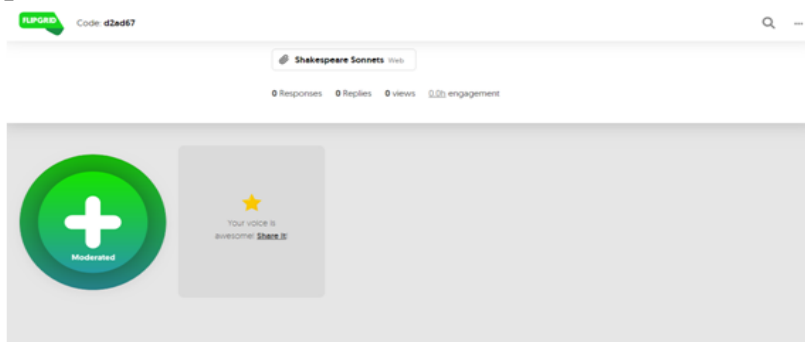 FLIPGRID Code: d2ad67
Shakespeare Sonnets Web
0 Responses 0 Replies 0 views 0.0h engagement
Moderated
Your voice is
awesome! Share It!